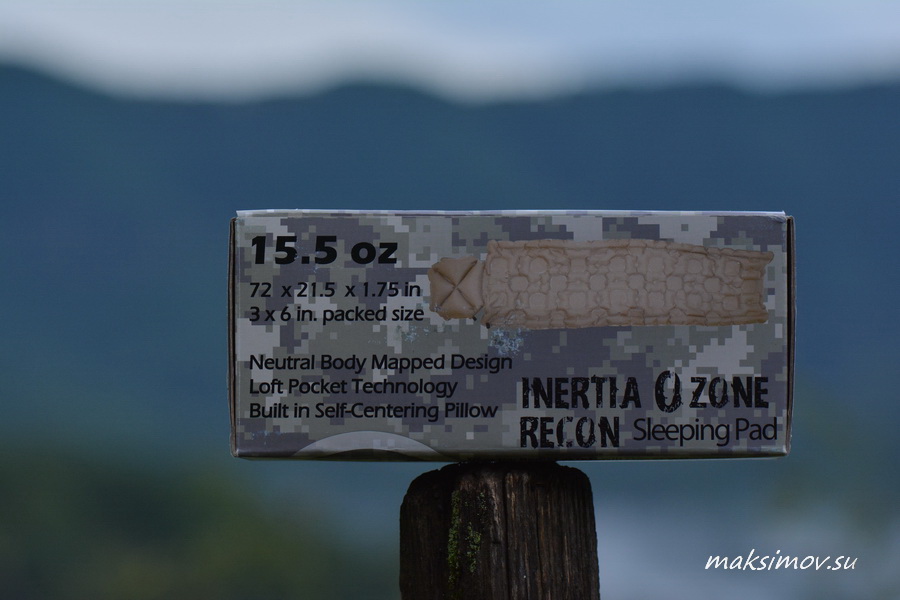 15.5 oz
72 x 21.5 x 1.75 in
3 x 6 in. packed size
Neutral Body Mapped Design
Loft Pocket Technology
Built in Self-Centering Pillow
INERTIA O ZONE
RECON Sleeping Pad
maksimov.su